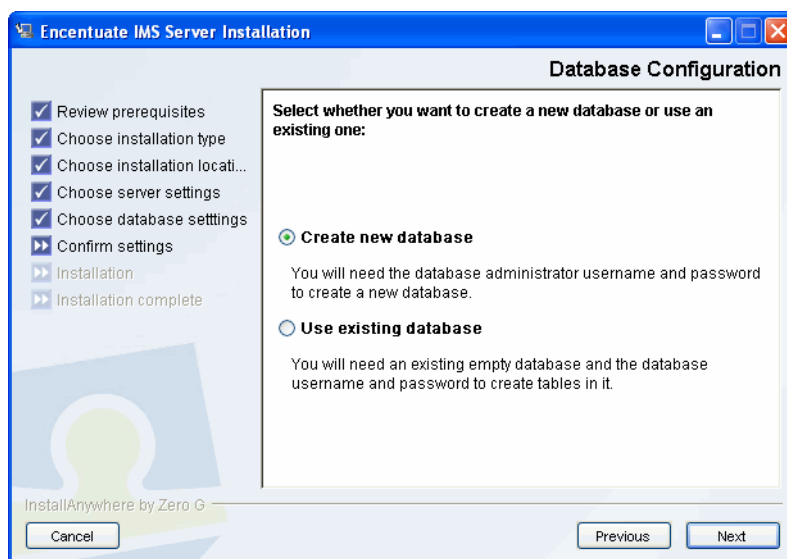 Encentuate IMS Server Installation
Database Configuration
Review prerequisites
Choose installation type
Choose installation locati...
Choose server settings
Choose database setttings
Confirm settings
Installation
Installation complete
Select whether you want to create a new database or use an
existing one:
Create new database
You will need the database administrator username and password
to create a new database.
Use existing database
You will need an existing empty database and the database
username and password to create tables in it.
InstallAnywhere by Zero G
Cancel
Previous
Next